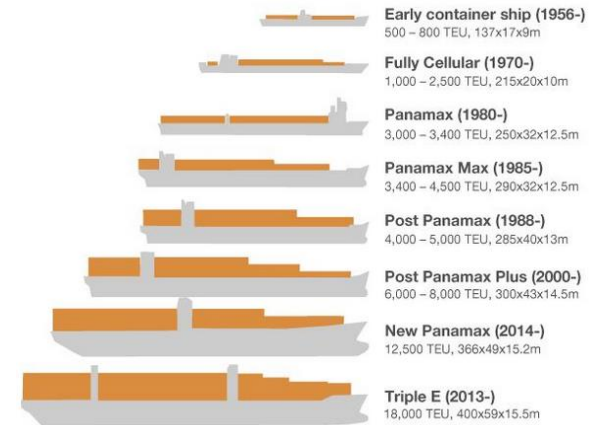 Early container ship (1956-)
500 – 800 TEU, 137x17x9m
Fully Cellular (1970-)
1,000 – 2,500 TEU, 215x20x10m
Panamax (1980-)
3,000 – 3,400 TEU, 250x32x12.5m
Panamax Max (1985-)
3,400 – 4,500 TEU, 290x32x12.5m
Post Panamax (1988-)
4,000 – 5,000 TEU, 285x40x13m
Post Panamax Plus (2000-)
6,000 – 8,000 TEU, 300x43x14.5m
New Panamax (2014-)
12,500 TEU, 366x49x15.2m
Triple E (2013-)
18,000 TEU, 400x59x15.5m